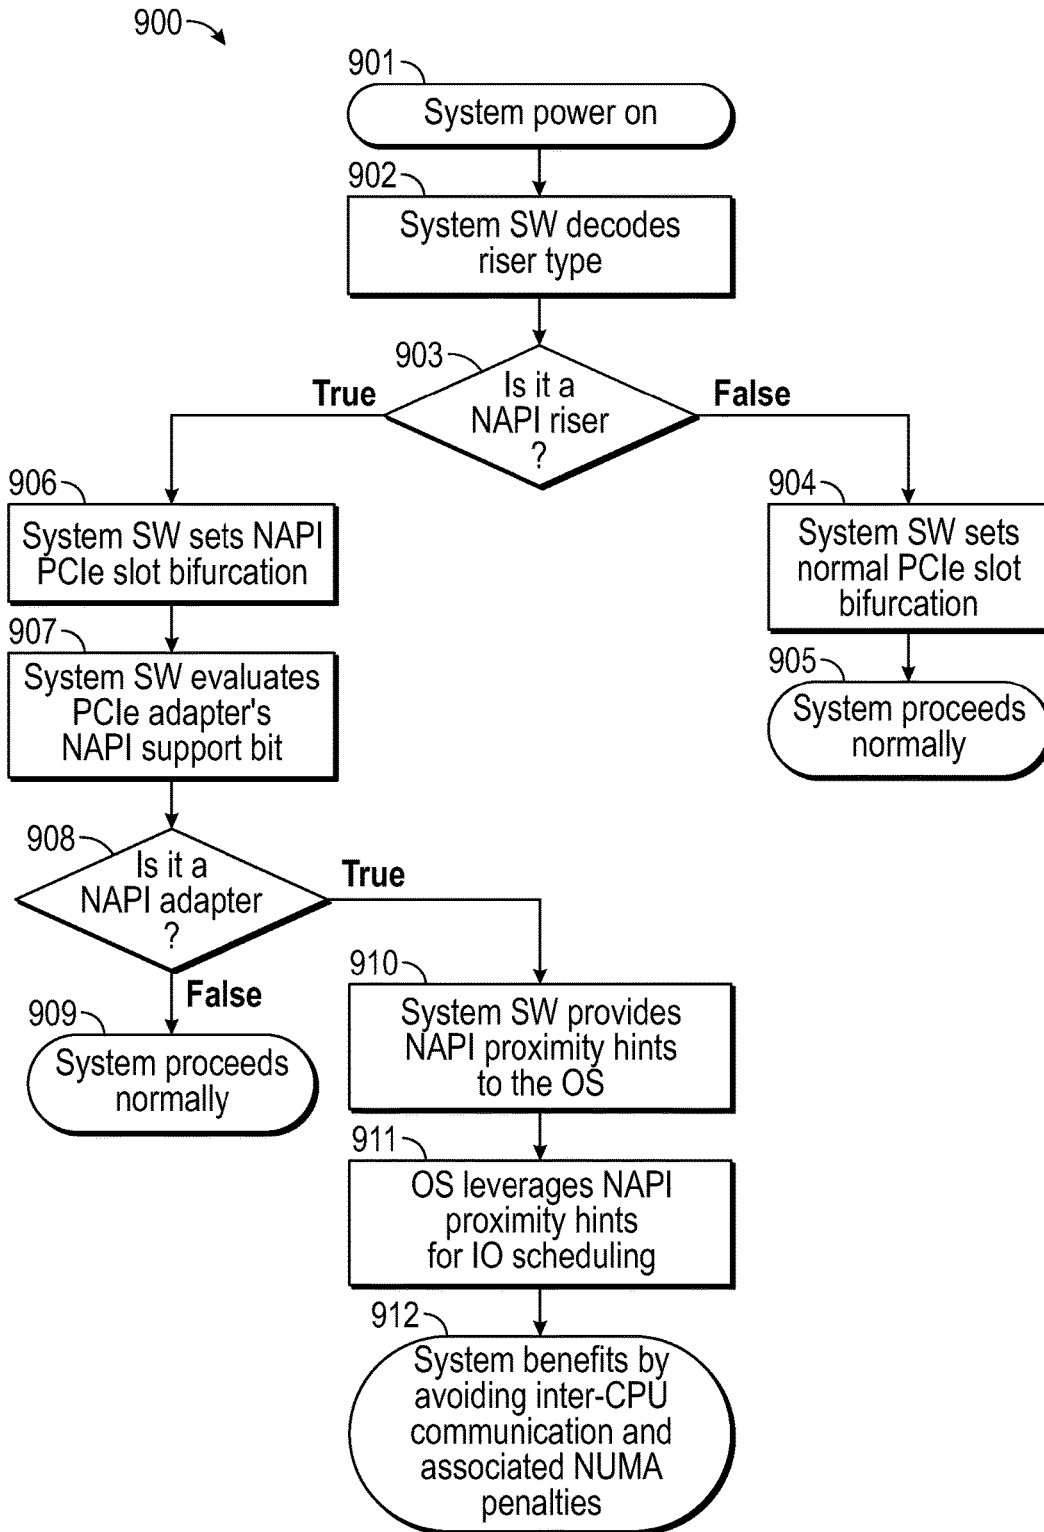 900
901
System power on
902
System SW decodes
riser type
903
Is it a
NAPI riser
?
True
False
906
System SW sets NAPI
PCIe slot bifurcation
904
System SW sets
normal PCIe slot
bifurcation
907
System SW evaluates
PCIe adapter's
NAPI support bit
905
System proceeds
normally
908
Is it a
NAPI adapter
?
True
False
909
System proceeds
normally
910
System SW provides
NAPI proximity hints
to the OS
911
OS leverages NAPI
proximity hints
for IO scheduling
912
System benefits by
avoiding inter-CPU
communication and
associated NUMA
penalties